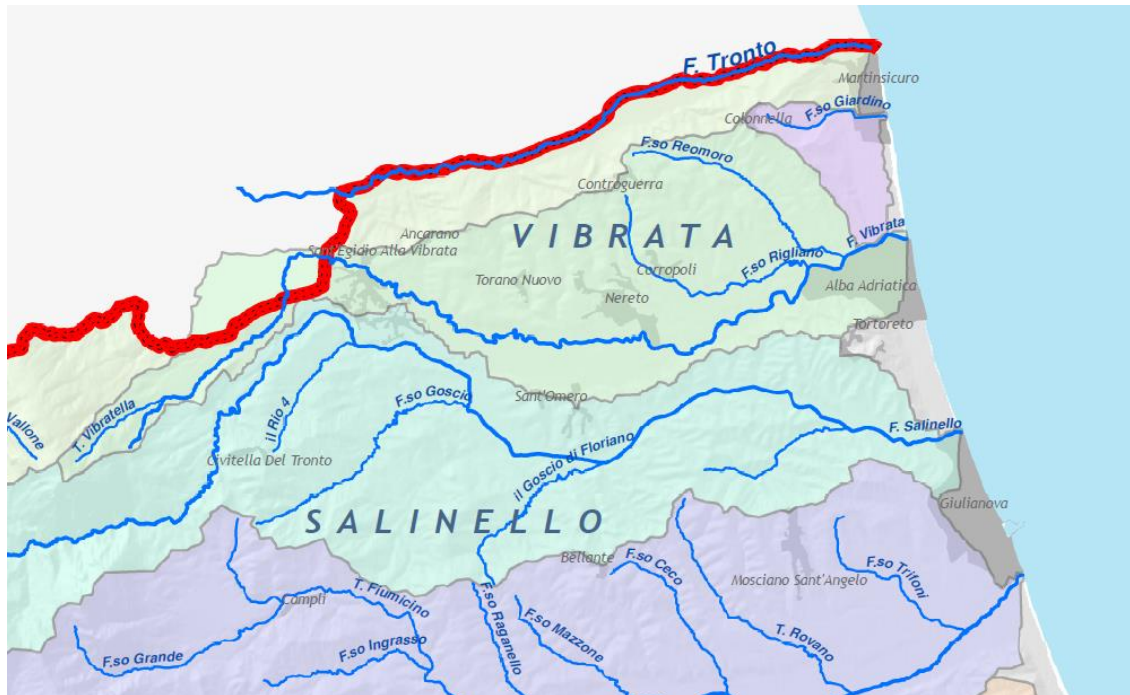 F. Tronto
Martinsicuro
F.so Giardino
Colonnella
F.so Reomoro
Controguerra
Ancarano
VIBRATA
F. Vibrata
Sant'Egidio Alla Vibrata
F.so Rigliano
Corropoli
Torano Nuovo
Alba Adriatica
Nereto
Tortoreto
Sant'Omero
F.so Goscio
il Rio 4
T. Vibratella
Vallone
F. Salinello
Civitella Del Tronto
il Goscio di Floriano
Giulianova
SALINELLO
Bellante
F.so Ceco
Mosciano Sant'Angelo
F.so Trifoni
Campli
T. Fiumicino
F.so Raganello
F.so Mazzone
T. Rovano
F.so Ingrasso
F.so Grande